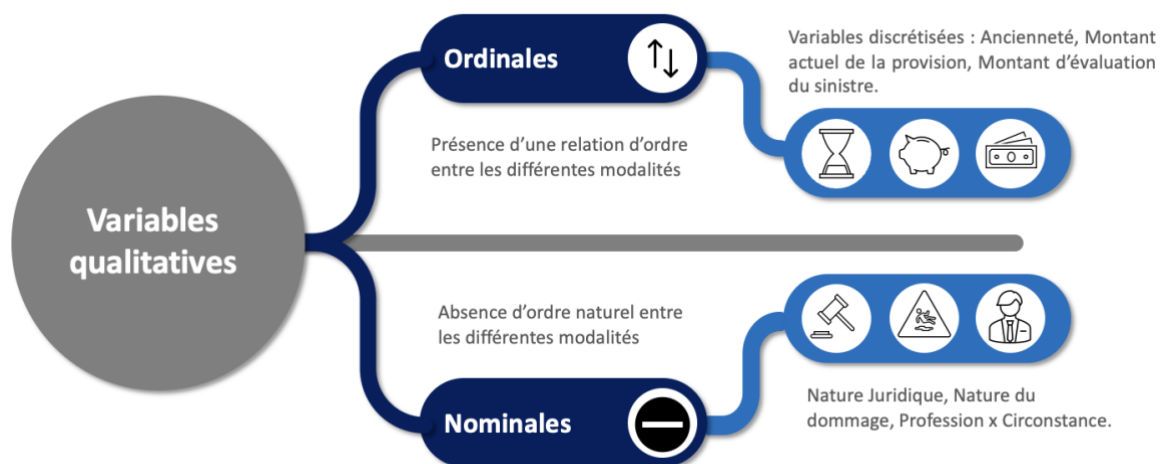 Variables
qualitatives
Ordinales
Présence d'une relation d'ordre
entre les différentes modalités
Variables discrétisées : Ancienneté, Montant
actuel de la provision, Montant d'évaluation
du sinistre.
Absence d'ordre naturel entre
les différentes modalités
Nominales
Nature Juridique, Nature du
dommage, Profession x Circonstance.